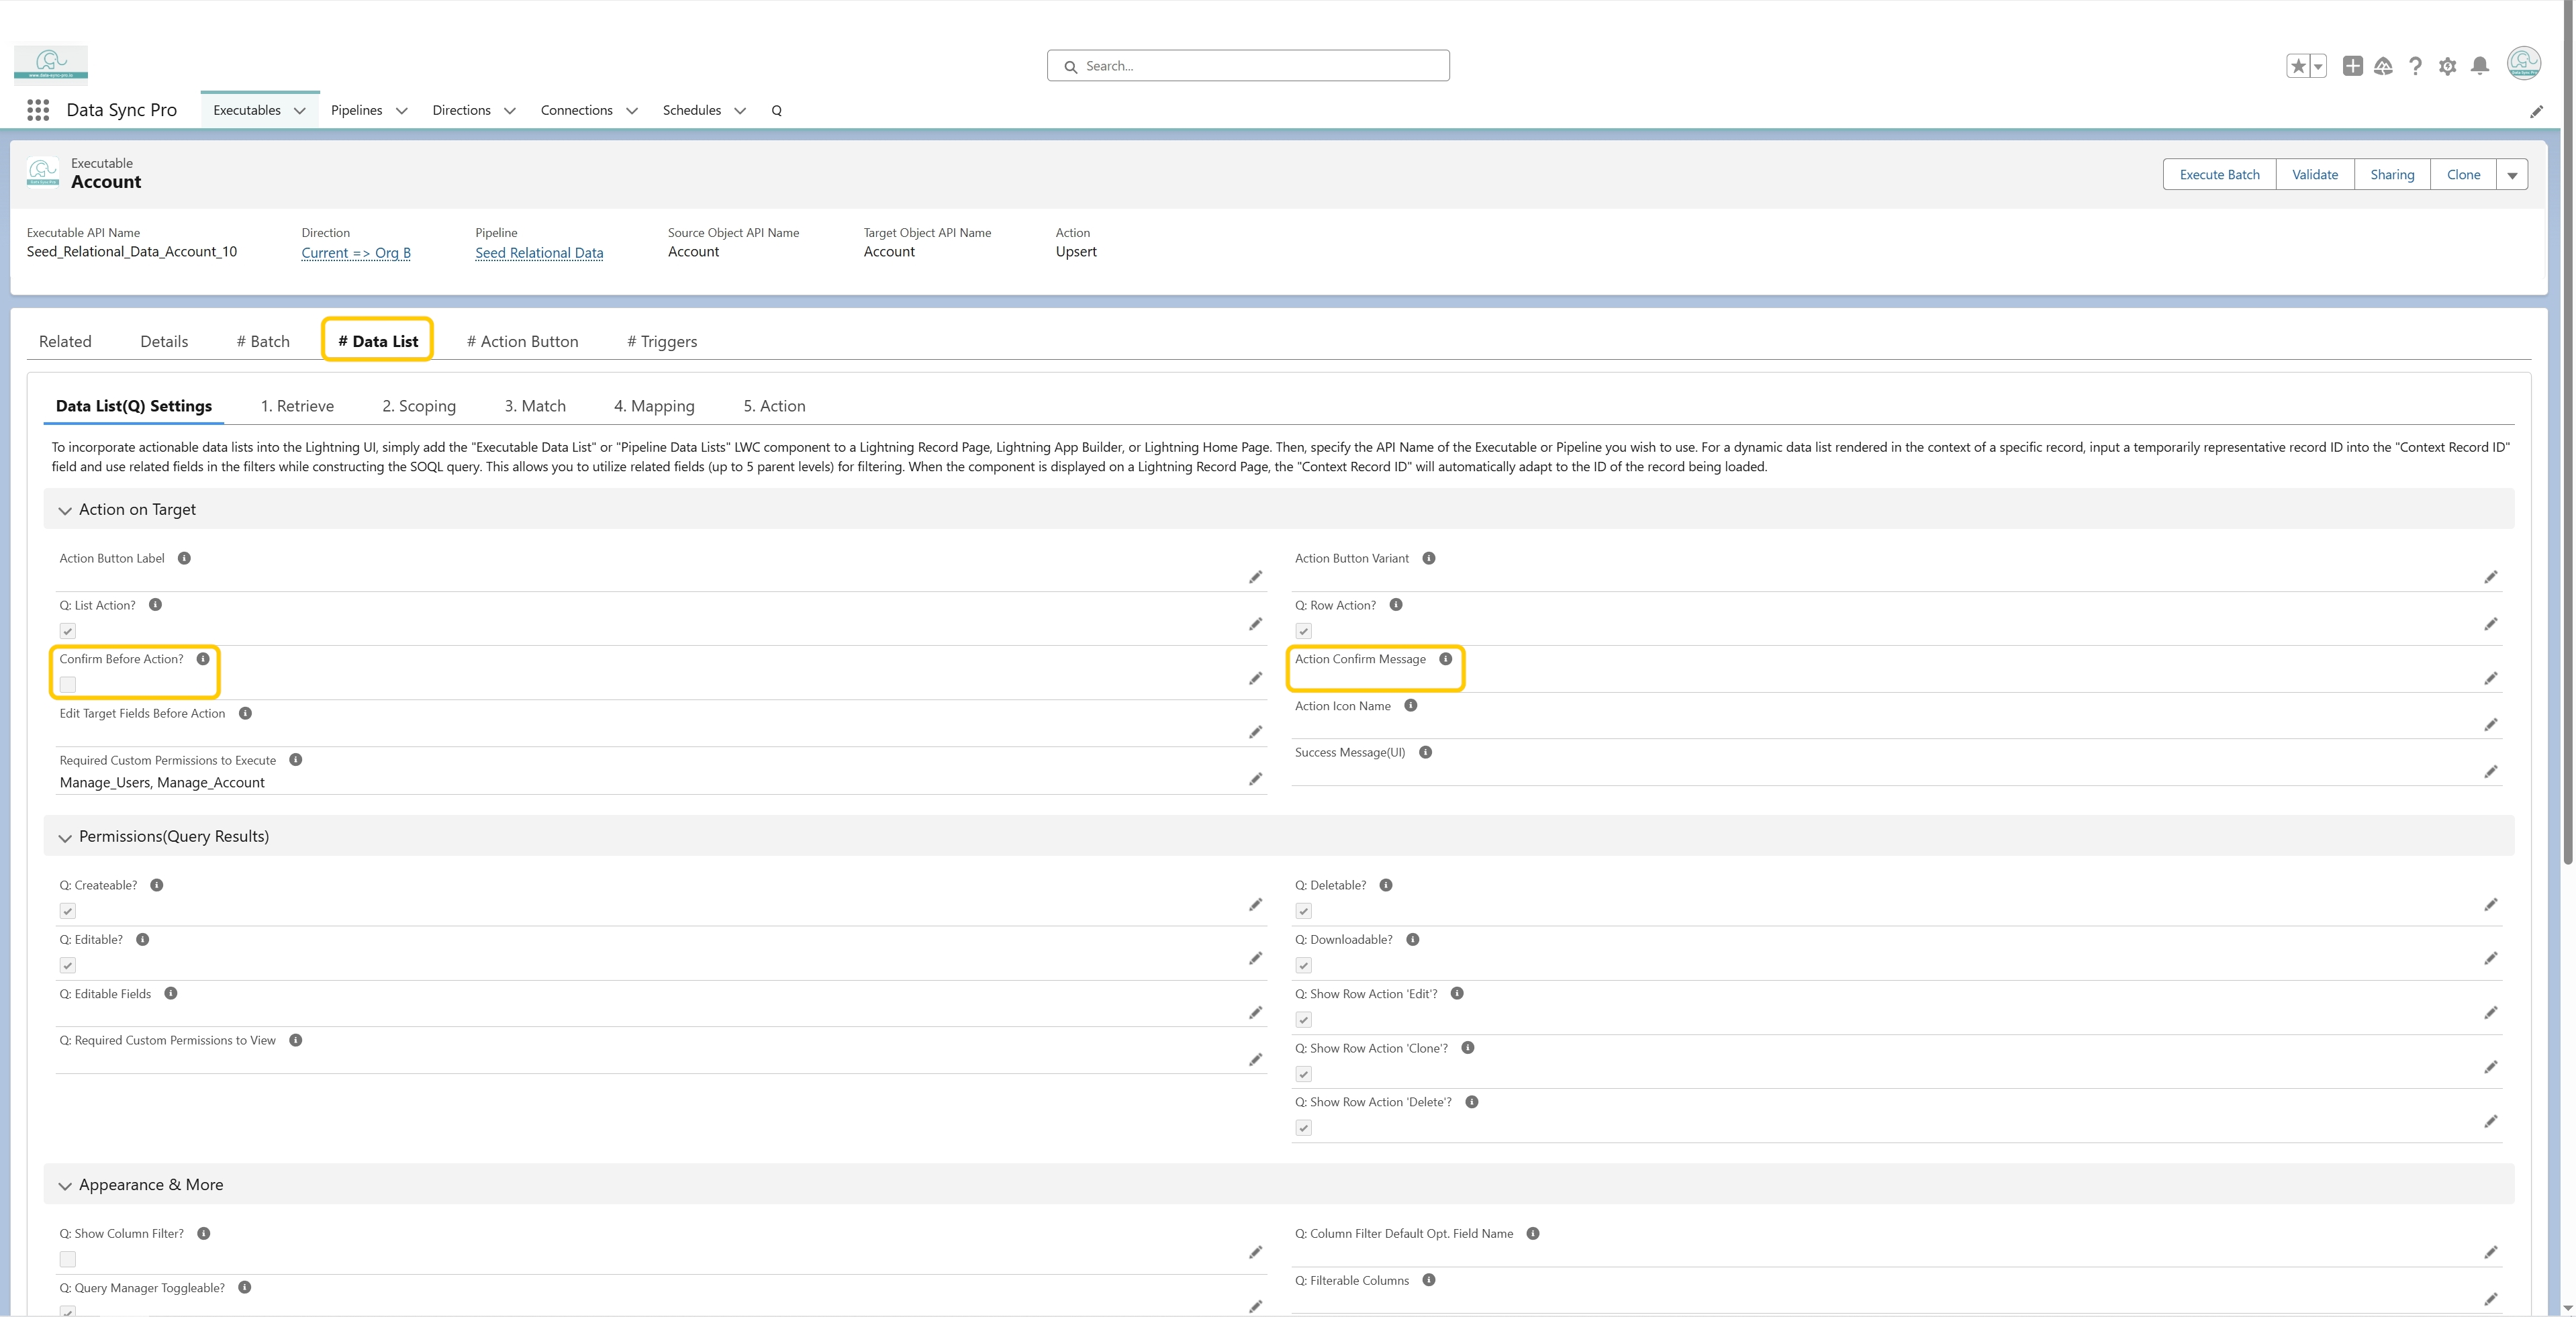 www.data-sync-pro.io
Search...
Data Sync Pro
Executables
Pipelines
Directions
Connections
Schedules
Q
Executable
Account
Execute Batch
Validate
Sharing
Clone
Executable API Name
Seed_Relational_Data_Account_10
Direction
Current => Org B
Pipeline
Seed Relational Data
Source Object API Name
Account
Target Object API Name
Account
Action
Upsert
Related
Details
# Batch
# Data List
# Action Button
# Triggers
Data List(Q) Settings
1. Retrieve
2. Scoping
3. Match
4. Mapping
5. Action
To incorporate actionable data lists into the Lightning UI, simply add the "Executable Data List" or "Pipeline Data Lists" LWC component to a Lightning Record Page, Lightning App Builder, or Lightning Home Page. Then, specify the API Name of the Executable or Pipeline you wish to use. For a dynamic data list rendered in the context of a specific record, input a temporarily representative record ID into the "Context Record ID"
field and use related fields in the filters while constructing the SOQL query. This allows you to utilize related fields (up to 5 parent levels) for filtering. When the component is displayed on a Lightning Record Page, the "Context Record ID" will automatically adapt to the ID of the record being loaded.
Action on Target
Action Button Label
Action Button Variant
Q: List Action?
Q: Row Action?
Confirm Before Action?
Action Confirm Message
Edit Target Fields Before Action
Action Icon Name
Required Custom Permissions to Execute
Manage_Users, Manage_Account
Success Message(UI)
Permissions(Query Results)
Q: Createable?
Q: Deletable?
Q: Editable?
Q: Downloadable?
Q: Editable Fields
Q: Show Row Action 'Edit'?
Q: Required Custom Permissions to View
Q: Show Row Action 'Clone'?
Q: Show Row Action 'Delete'?
Appearance & More
Q: Show Column Filter?
Q: Column Filter Default Opt. Field Name
Q: Query Manager Toggleable?
Q: Filterable Columns